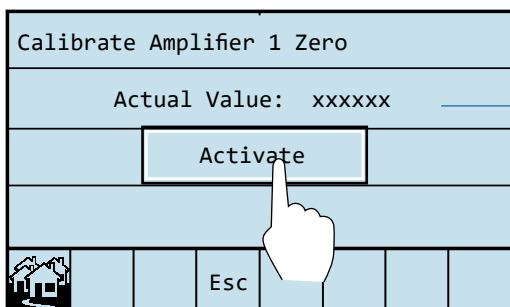 Calibrate Amplifier 1 Zero
Actual Value: xxxxxx
Activate
Esc